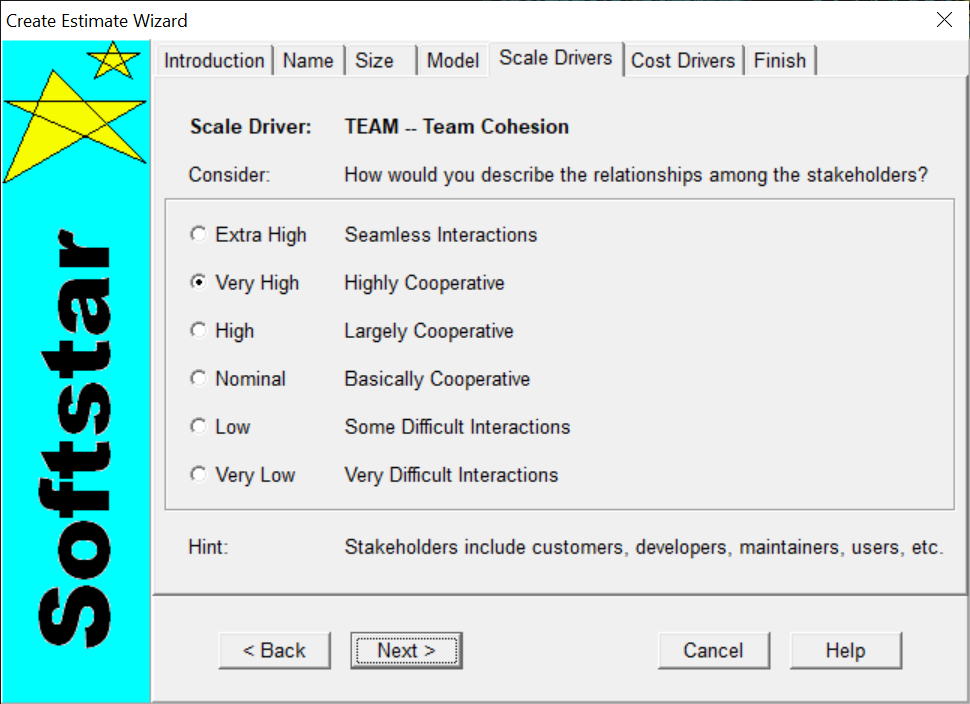 Create Estimate Wizard
Introduction Name Size Model Scale Drivers Cost Drivers Finish
Softstar
Scale Driver: TEAM -- Team Cohesion
Consider: How would you describe the relationships among the stakeholders?
Extra High Seamless Interactions
Very High Highly Cooperative
High Largely Cooperative
Nominal Basically Cooperative
Low Some Difficult Interactions
Very Low Very Difficult Interactions
Hint: Stakeholders include customers, developers, maintainers, users, etc.
< Back Next > Cancel Help